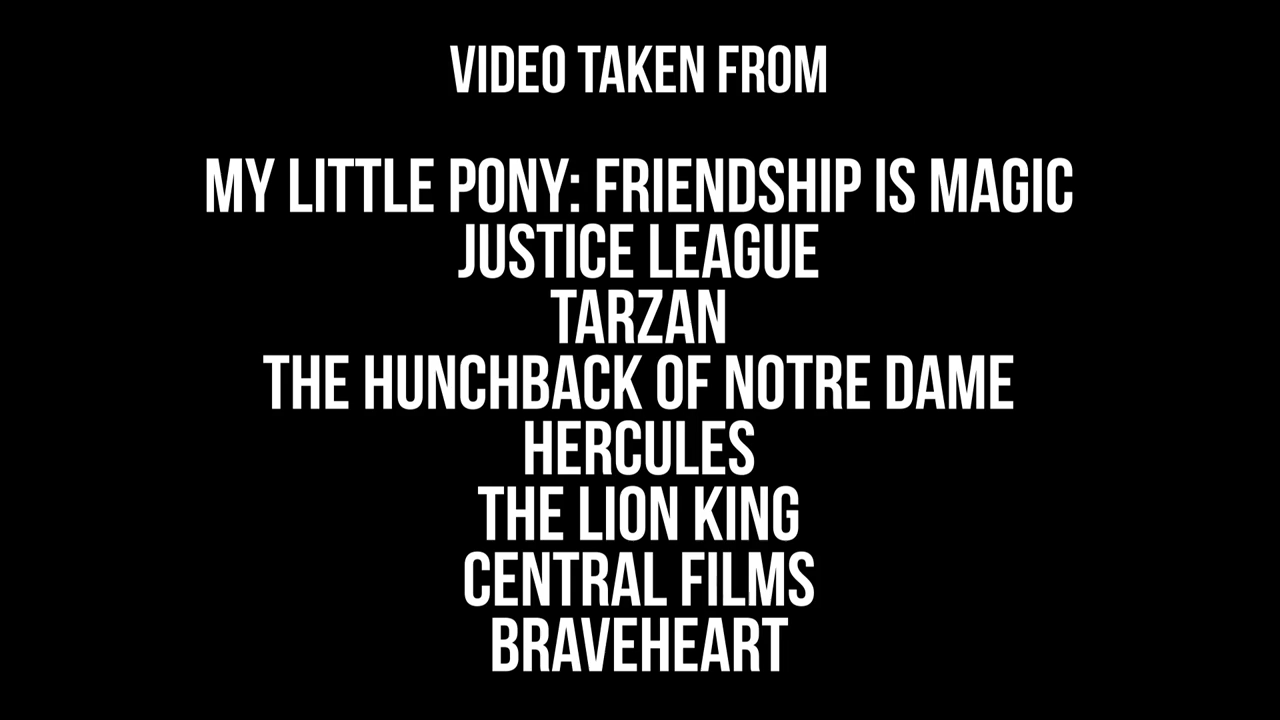 VIDEO TAKEN FROM
MY LITTLE PONY: FRIENDSHIP IS MAGIC
JUSTICE LEAGUE
TARZAN
THE HUNCHBACK OF NOTRE DAME
HERCULES
THE LION KING
CENTRAL FILMS
BRAVEHEART